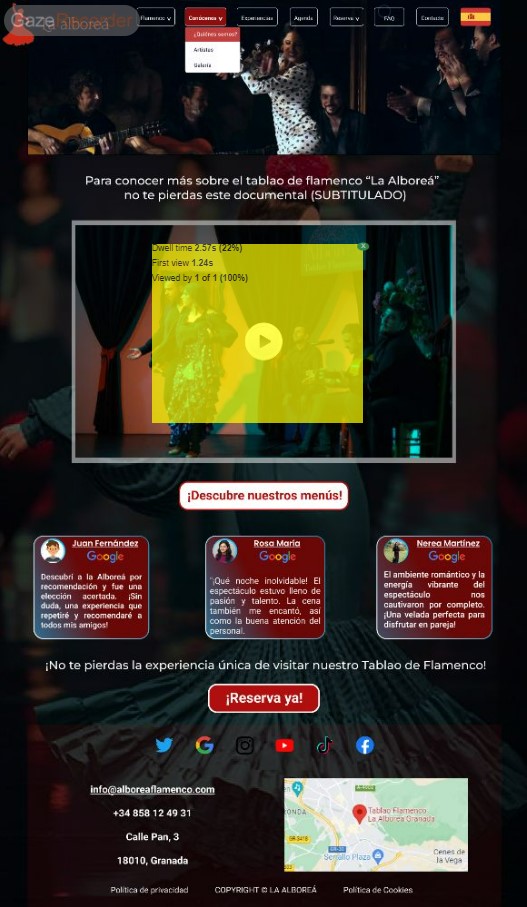 GazeRecorder
La alboreá
Flamenco v
Conócenos v
Experiencias
Agenda
Reserve v
FAQ
Contacto
¿Quiénes somos?
Artistas
Galería
Para conocer más sobre el tablao de flamenco “La Alboreá”
no te pierdas este documental (SUBTITULADO)
Dwell time 2.57s (22%)
X
First view 1.24s
Viewed by 1 of 1 (100%)
¡Descubre nuestros menús!
Juan Fernández
Google
Descubrí a la Alboreá por
recomendación y fue una
elección acertada. ¡Sin
duda, una experiencia que
repetiré y recomendaré a
todos mis amigos!
Rosa María
Google
"¡Qué noche inolvidable! El
espectáculo estuvo lleno de
pasión y talento. La cena
también me encantó, así
como la buena atención del
personal.
Nerea Martínez
Google
El ambiente romántico y la
energía vibrante del
espectáculo nos
cautivaron por completo.
¡Una velada perfecta para
disfrutar en pareja!
¡No te pierdas la experiencia única de visitar nuestro Tablao de Flamenco!
¡Reserva ya!
info@alboreaflamenco.com
+34 858 12 49 31
Calle Pan, 3
18010, Granada
RONDA
Tablao Flamenco
La Alboreá Granada
Serrallo Plaza
Cenes de
la Vega
Política de privacidad
COPYRIGHT © LA ALBOREÁ
Política de Cookies